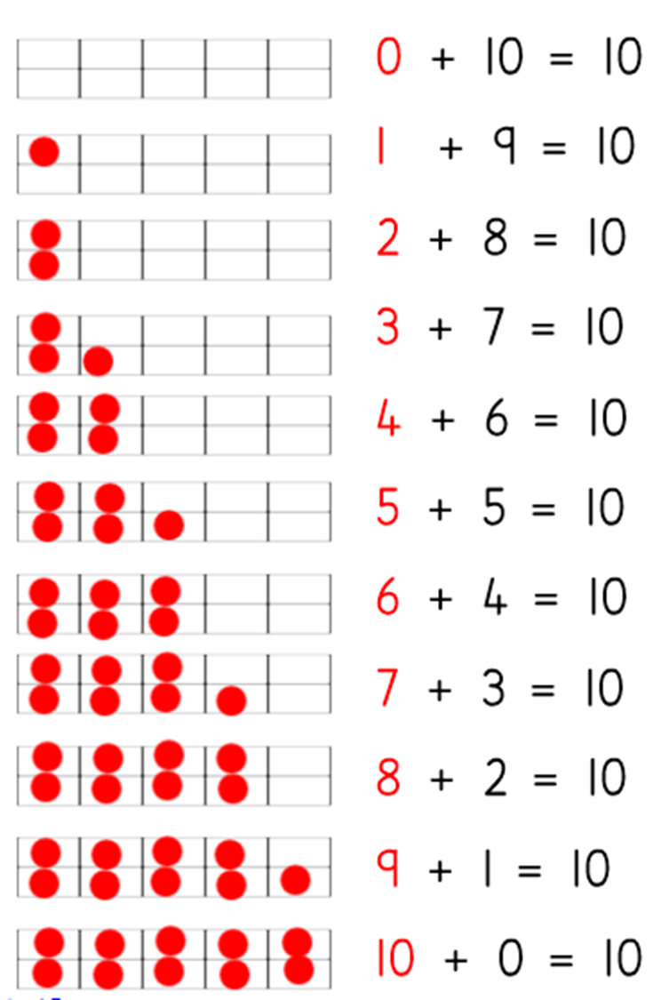 0 + 10 = 10
1 + 9 = 10
2 + 8 = 10
3 + 7 = 10
4 + 6 = 10
5 + 5 = 10
6 + 4 = 10
7 + 3 = 10
8 + 2 = 10
9 + 1 = 10
10 + 0 = 10